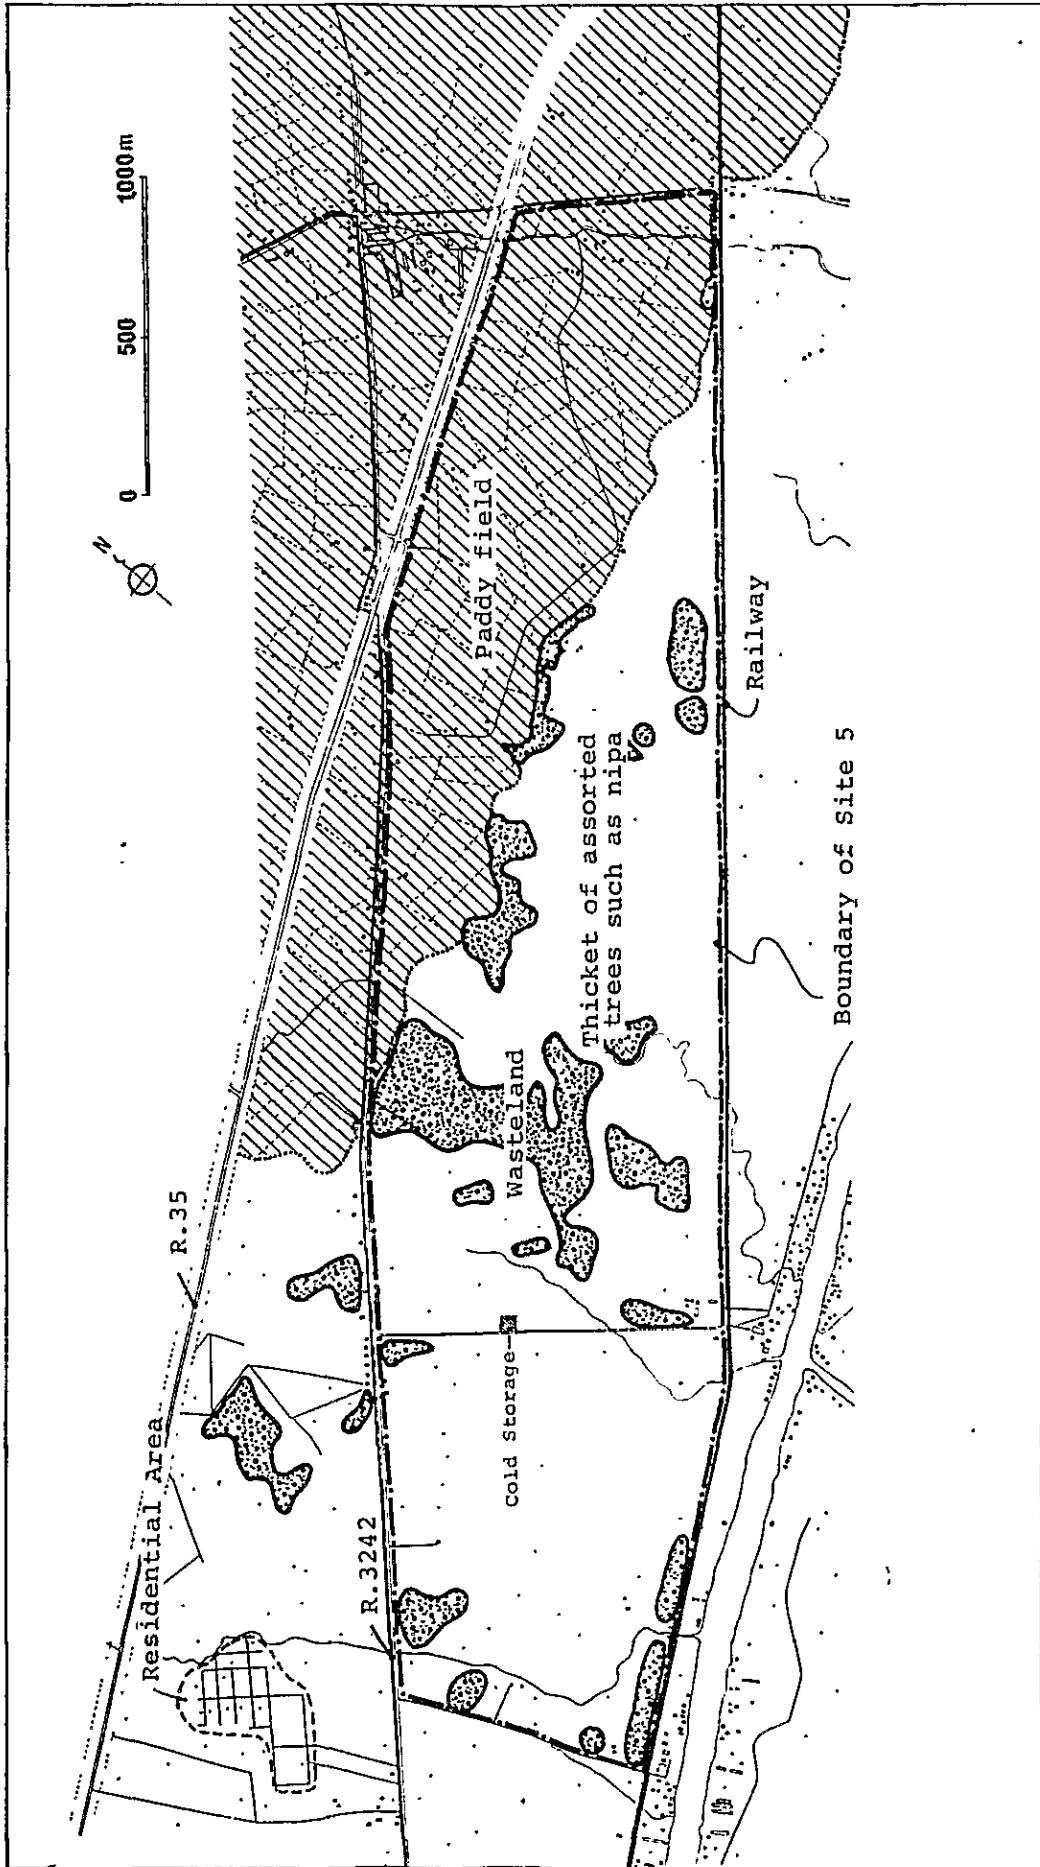 Residential Area
R.35
N
0 500 1000m
R.3242
Paddy field
Cold Storage
Wasteland
Thicket of assorted
trees such as nipa
Railway
Boundary of Site 5